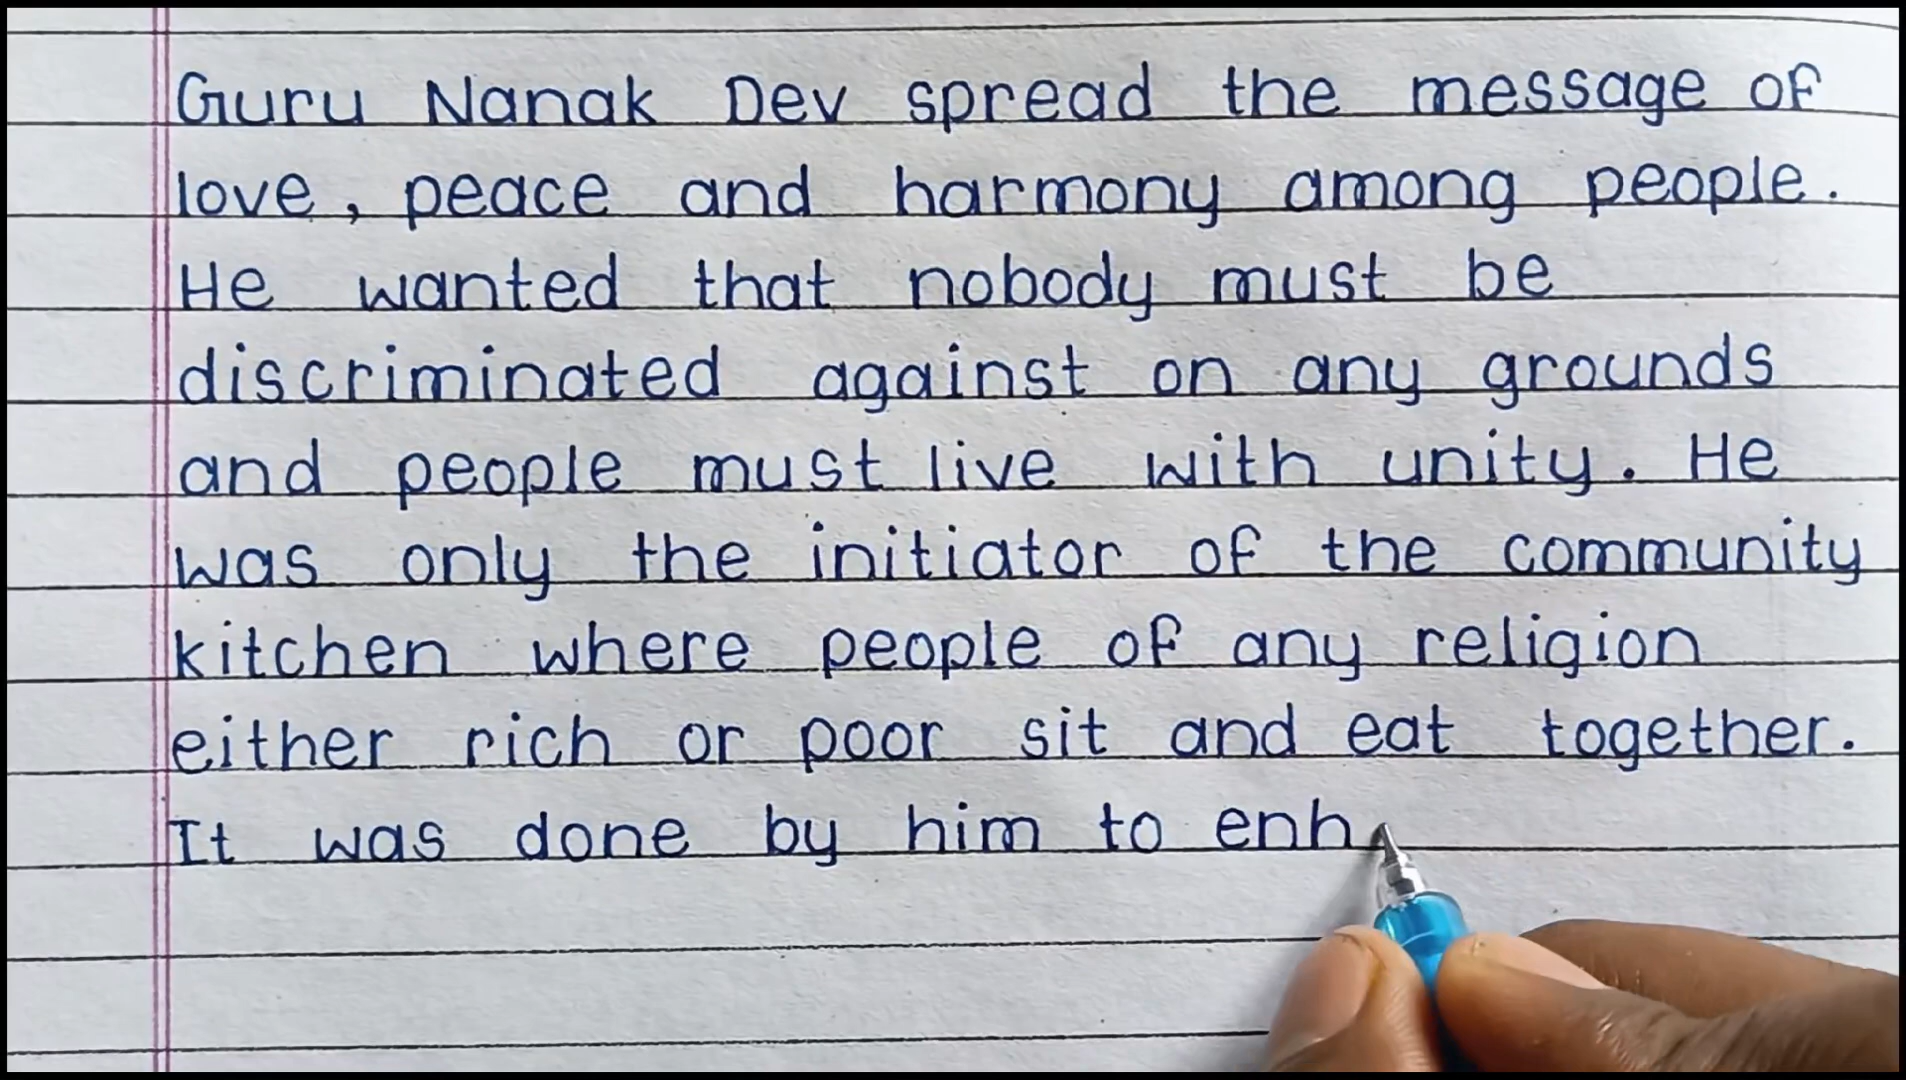 Guru Nanak Dev spread the message of
love, peace and harmony among people.
He wanted that nobody must be
discriminated against on any grounds
and people must live with unity. He
was only the initiator of the community
kitchen where people of any religion
either rich or poor sit and eat together.
It was done by him to enh